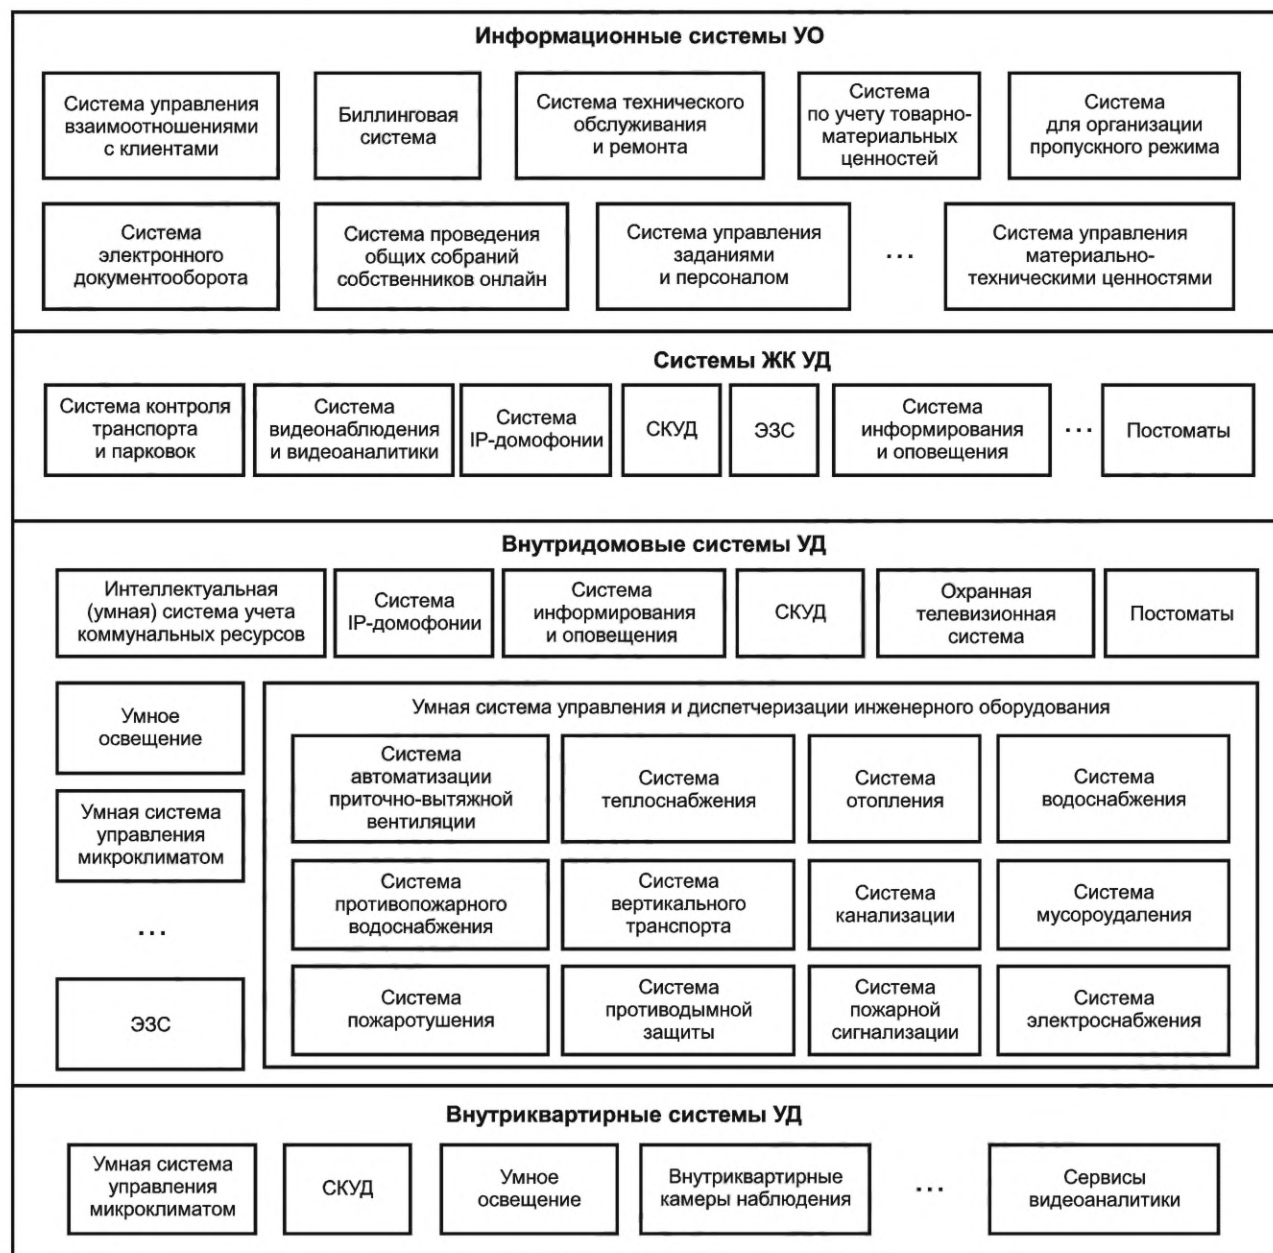 Информационные системы УО
Система управления
взаимоотношениями
с клиентами
Биллинговая
система
Система технического
обслуживания
и ремонта
Система
по учету товарно-
материальных
ценностей
Система
для организации
пропускного режима
Система
электронного
документооборота
Система проведения
общих собраний
собственников онлайн
Система управления
заданиями
и персоналом
...
Система управления
материально-
техническими ценностями
Системы ЖК УД
Система контроля
транспорта
и парковок
Система
видеонаблюдения
и видеоаналитики
Система
IP-домофонии
СКУД
ЭЗС
Система
информирования
и оповещения
...
Постоматы
Внутридомовые системы УД
Интеллектуальная
(умная) система учета
коммунальных ресурсов
Система
IP-домофонии
Система
информирования
и оповещения
СКУД
Охранная
телевизионная
система
Постоматы
Умное
освещение
Умная система
управления
микроклиматом
...
ЭЗС
Умная система управления и диспетчеризации инженерного оборудования
Система
автоматизации
приточно-вытяжной
вентиляции
Система
теплоснабжения
Система
отопления
Система
водоснабжения
Система
противопожарного
водоснабжения
Система
вертикального
транспорта
Система
канализации
Система
мусороудаления
Система
пожаротушения
Система
противодымной
защиты
Система
пожарной
сигнализации
Система
электроснабжения
Внутриквартирные системы УД
Умная система
управления
микроклиматом
СКУД
Умное
освещение
Внутриквартирные
камеры наблюдения
...
Сервисы
видеоаналитики